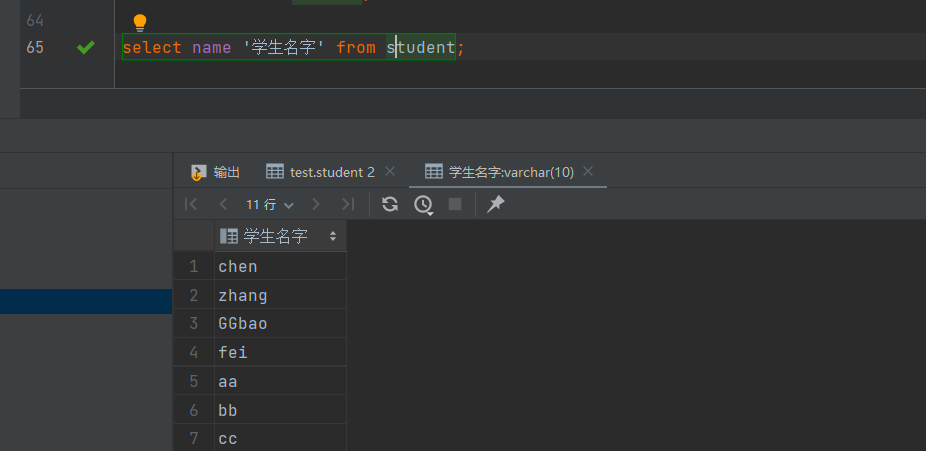 64
65 select name '学生名字' from student;
输出 test.student 2 学生名字:varchar(10)
11 行
学生名字
1 chen
2 zhang
3 GGbao
4 fei
5 aa
6 bb
7 cc